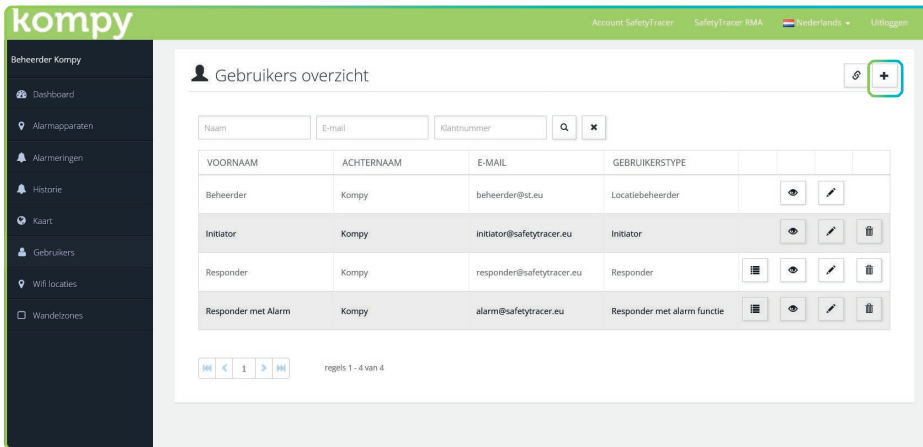 kompy
Account SafetyTracer SafetyTracer RMA Nederlands Uitloggen
Beheerder Kompy
Dashboard
Alarmapparaten
Alarmeringen
Historie
Kaart
Gebruikers
Wifi locaties
Wandelzones
Gebruikers overzicht
Naam E-mail Klantnummer
VOORNAAM ACHTERNAAM E-MAIL GEBRUIKERSTYPE
Beheerder Kompy beheerder@st.eu Locatiebeheerder
Initiator Kompy initiator@safetytracer.eu Initiator
Responder Kompy responder@safetytracer.eu Responder
Responder met Alarm Kompy alarm@safetytracer.eu Responder met alarm functie
1 regels 1 - 4 van 4